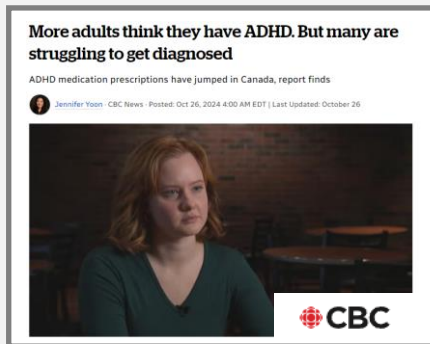 More adults think they have ADHD. But many are
struggling to get diagnosed
ADHD medication prescriptions have jumped in Canada, report finds
Jennifer Yoon · CBC News · Posted: Oct 26, 2024 4:00 AM EDT | Last Updated: October 26
CBC